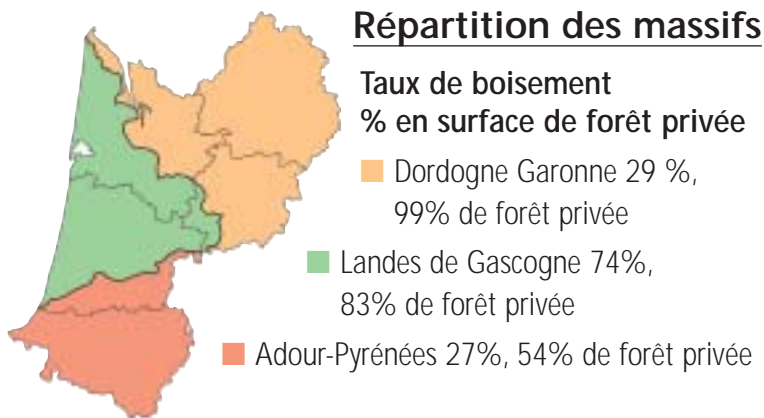 Répartition des massifs
Taux de boisement
% en surface de forêt privée
Dordogne Garonne 29 %,
99% de forêt privée
Landes de Gascogne 74%,
83% de forêt privée
Adour-Pyrénées 27%, 54% de forêt privée